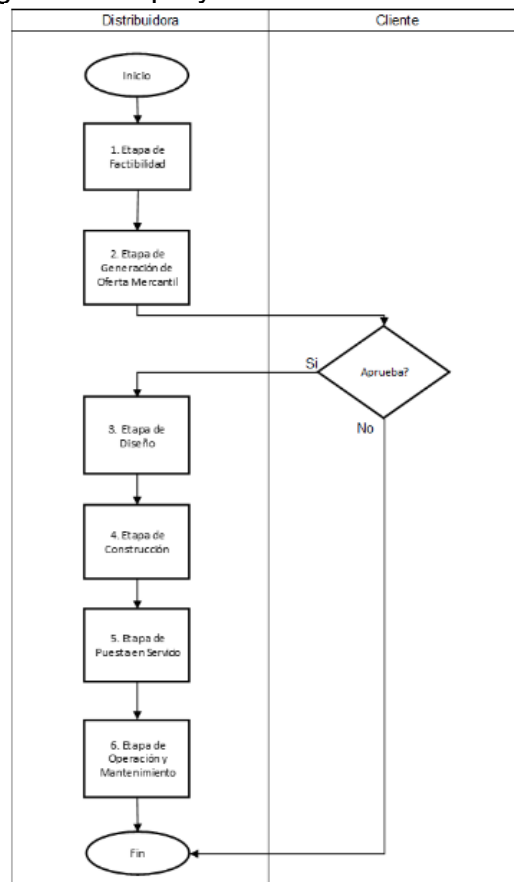 Distribuidora
Cliente
Inicio
1. Etapa de
Factibilidad
2. Etapa de
Generación de
Oferta Mercantil
Si
Aprueba?
No
3. Etapa de
Diseño
4. Etapa de
Construcción
5. Etapa de
Puesta en Servicio
6. Etapa de
Operación y
Mantenimiento
Fin